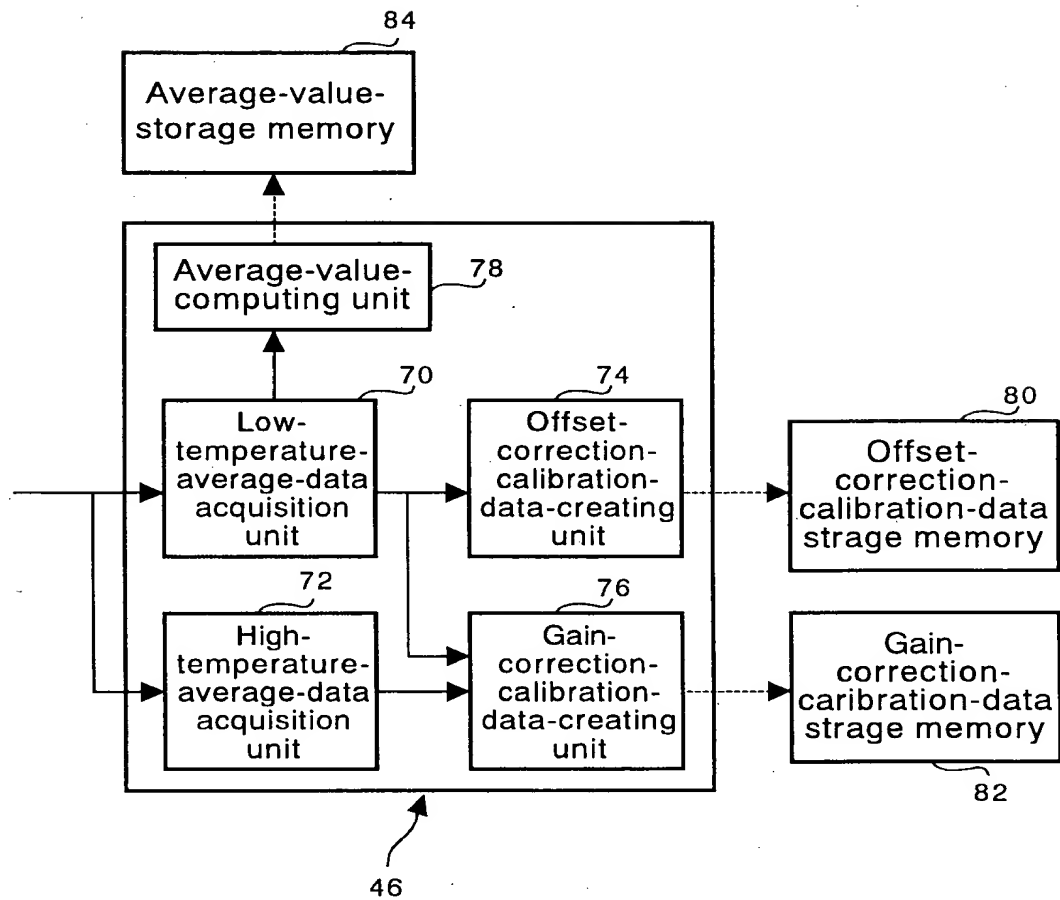 84
Average-value-
storage memory
Average-value-
computing unit
78
70
Low-
temperature-
average-data
acquisition
unit
74
Offset-
correction-
calibration-
data-creating
unit
80
Offset-
correction-
calibration-data
strage memory
72
High-
temperature-
average-data
acquisition
unit
76
Gain-
correction-
calibration-
data-creating
unit
Gain-
correction-
caribration-data
strage memory
82
46